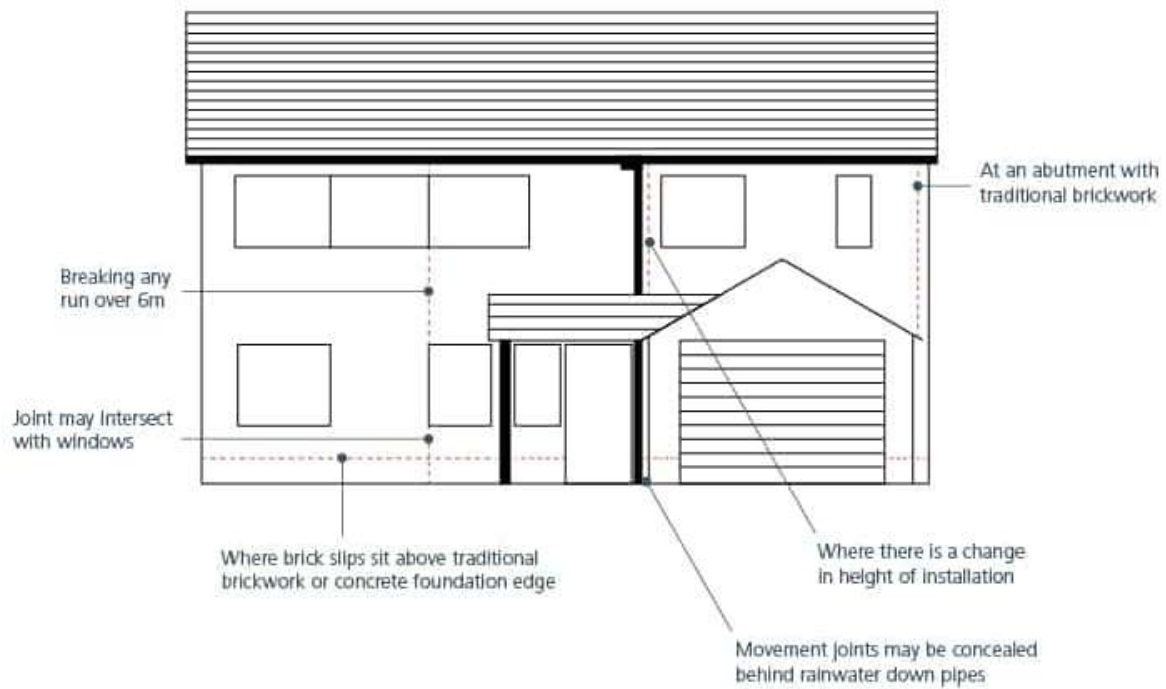 At an abutment with
traditional brickwork
Breaking any
run over 6m
Joint may intersect
with windows
Where brick slips sit above traditional
brickwork or concrete foundation edge
Where there is a change
in height of installation
Movement joints may be concealed
behind rainwater down pipes